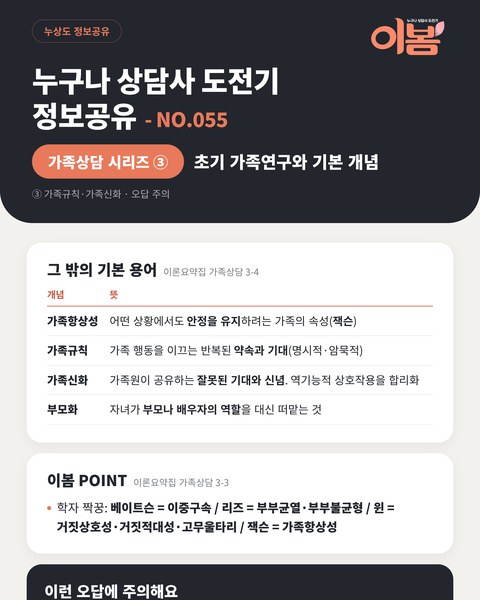 누상도 정보공유
누구나 상담사 도전기
이봄
누구나 상담사 도전기
정보공유 - NO.055
가족상담 시리즈 ③ 초기 가족연구와 기본 개념
③ 가족규칙·가족신화 · 오답 주의
그 밖의 기본 용어 이론요약집 가족상담 3-4
개념 뜻
가족항상성 어떤 상황에서도 안정을 유지하려는 가족의 속성(잭슨)
가족규칙 가족 행동을 이끄는 반복된 약속과 기대(명시적·암묵적)
가족신화 가족원이 공유하는 잘못된 기대와 신념. 역기능적 상호작용을 합리화
부모화 자녀가 부모나 배우자의 역할을 대신 떠맡는 것
이봄 POINT 이론요약집 가족상담 3-3
• 학자 짝꿍: 베이트슨 = 이중구속 / 리즈 = 부부균열·부부불균형 / 윈 =
거짓상호성·거짓적대성·고무울타리 / 잭슨 = 가족항상성
이런 오답에 주의해요